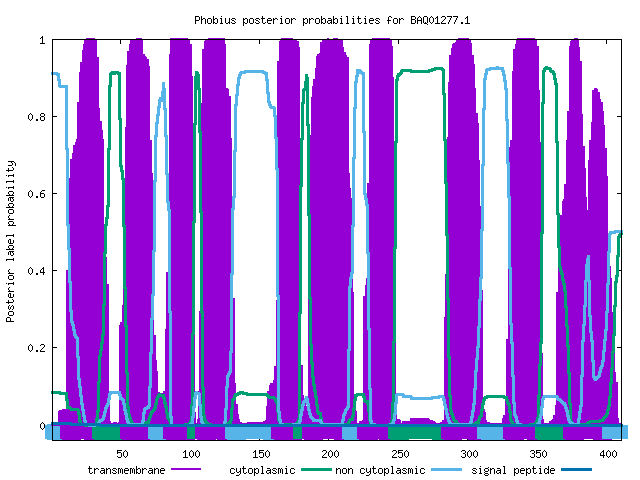 Phobius posterior probabilities for BAQ01277.1
1
0.8
0.6
0.4
0.2
0
Posterior label probability
50 100 150 200 250 300 350 400
transmembrane cytoplasmic non cytoplasmic signal peptide